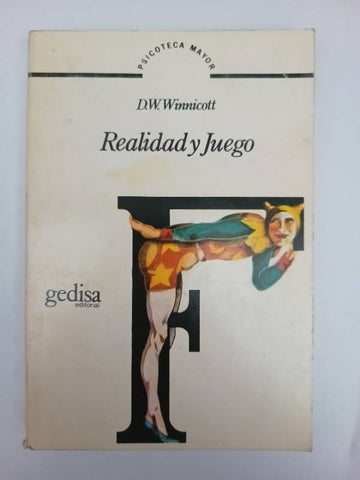 PSICOTECA MAYOR
D.W. Winnicott
Realidad y Juego
gedisa
editorial
F